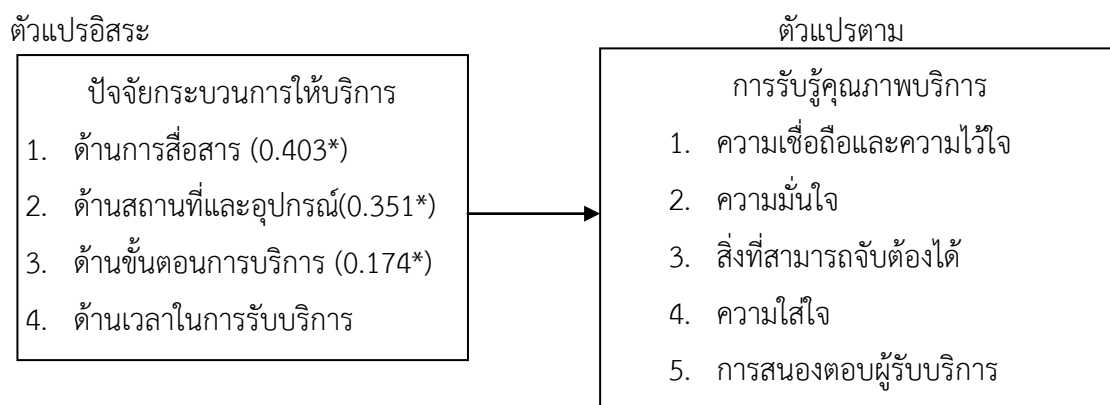 ตัวแปรอิสระ
ตัวแปรตาม
ปัจจัยกระบวนการให้บริการ
1. ด้านการสื่อสาร (0.403*)
2. ด้านสถานที่และอุปกรณ์(0.351*)
3. ด้านขั้นตอนการบริการ (0.174*)
4. ด้านเวลาในการรับบริการ
การรับรู้คุณภาพบริการ
1. ความเชื่อถือและความไว้ใจ
2. ความมั่นใจ
3. สิ่งที่สามารถจับต้องได้
4. ความใส่ใจ
5. การสนองตอบผู้รับบริการ